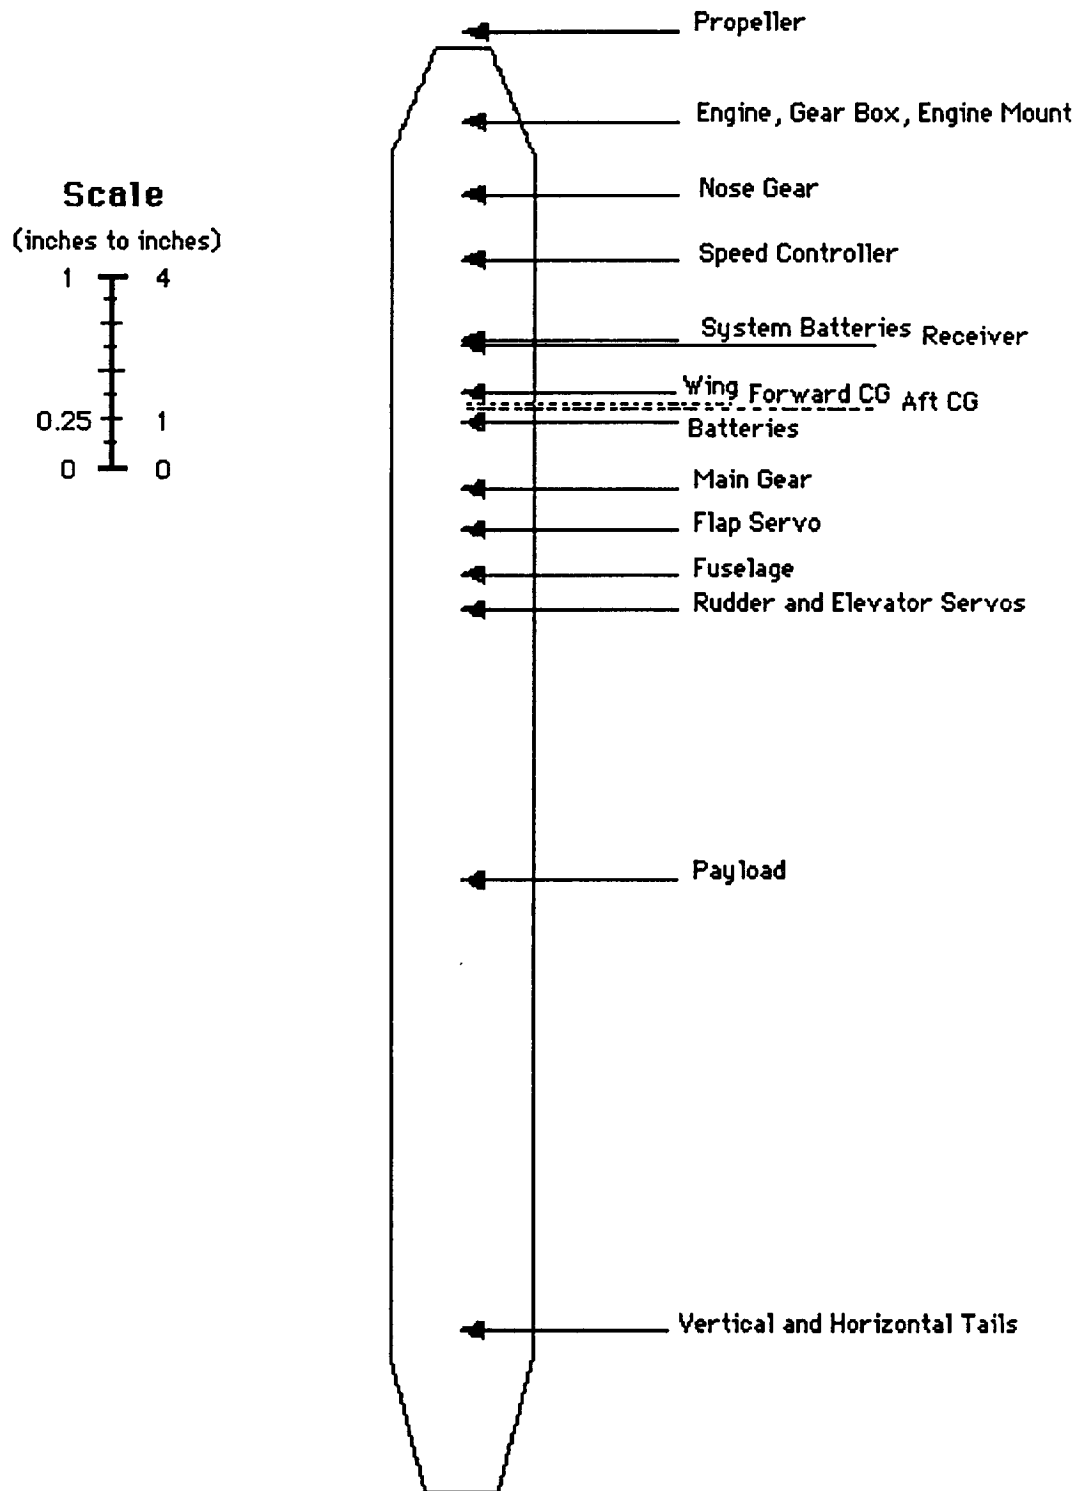 Propeller
Engine, Gear Box, Engine Mount
Nose Gear
Scale
(inches to inches)
Speed Controller
1 4
System Batteries Receiver
Wing Forward CG Aft CG
0.25 1
Batteries
0 0
Main Gear
Flap Servo
Fuselage
Rudder and Elevator Servos
Payload
Vertical and Horizontal Tails